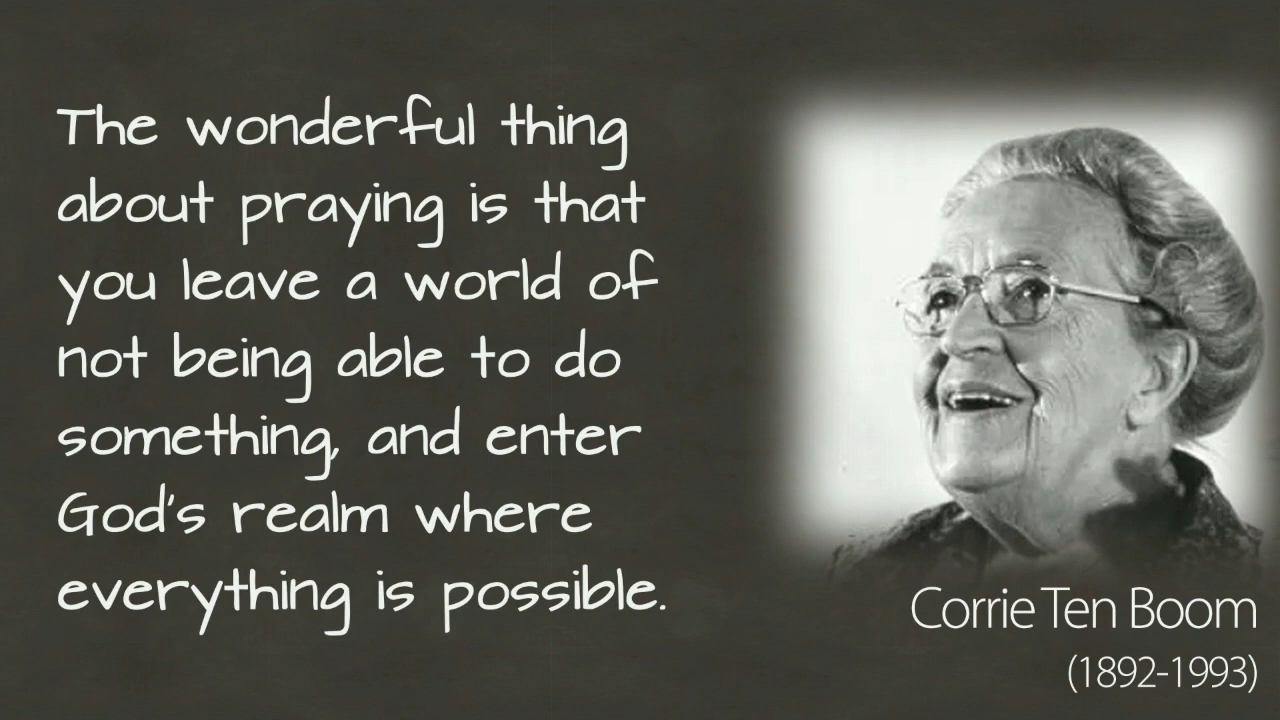 The wonderful thing
about praying is that
you leave a world of
not being able to do
something, and enter
God's realm where
everything is possible.
Corrie Ten Boom
(1892-1993)